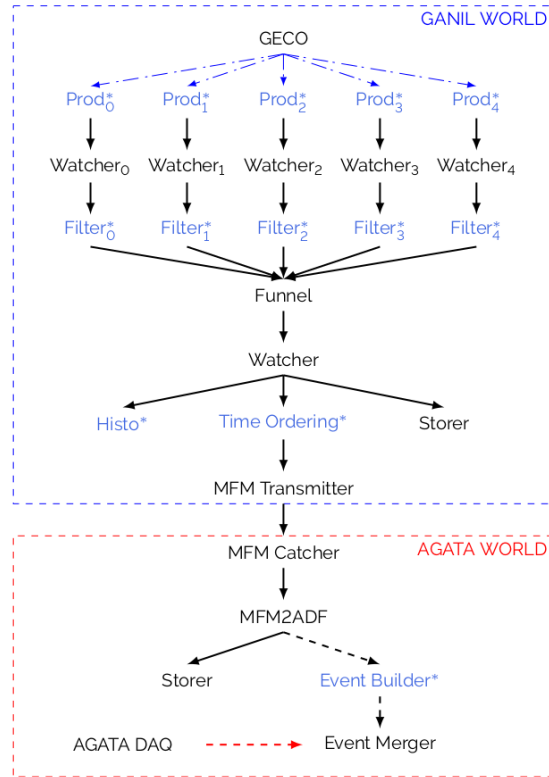 GANIL WORLD
GECO
Prod*0 Prod*1 Prod*2 Prod*3 Prod*4
Watcher0 Watcher1 Watcher2 Watcher3 Watcher4
Filter*0 Filter*1 Filter*2 Filter*3 Filter*4
Funnel
Watcher
Histo* Time Ordering* Storer
MFM Transmitter
AGATA WORLD
MFM Catcher
MFM2ADF
Storer Event Builder*
AGATA DAQ Event Merger